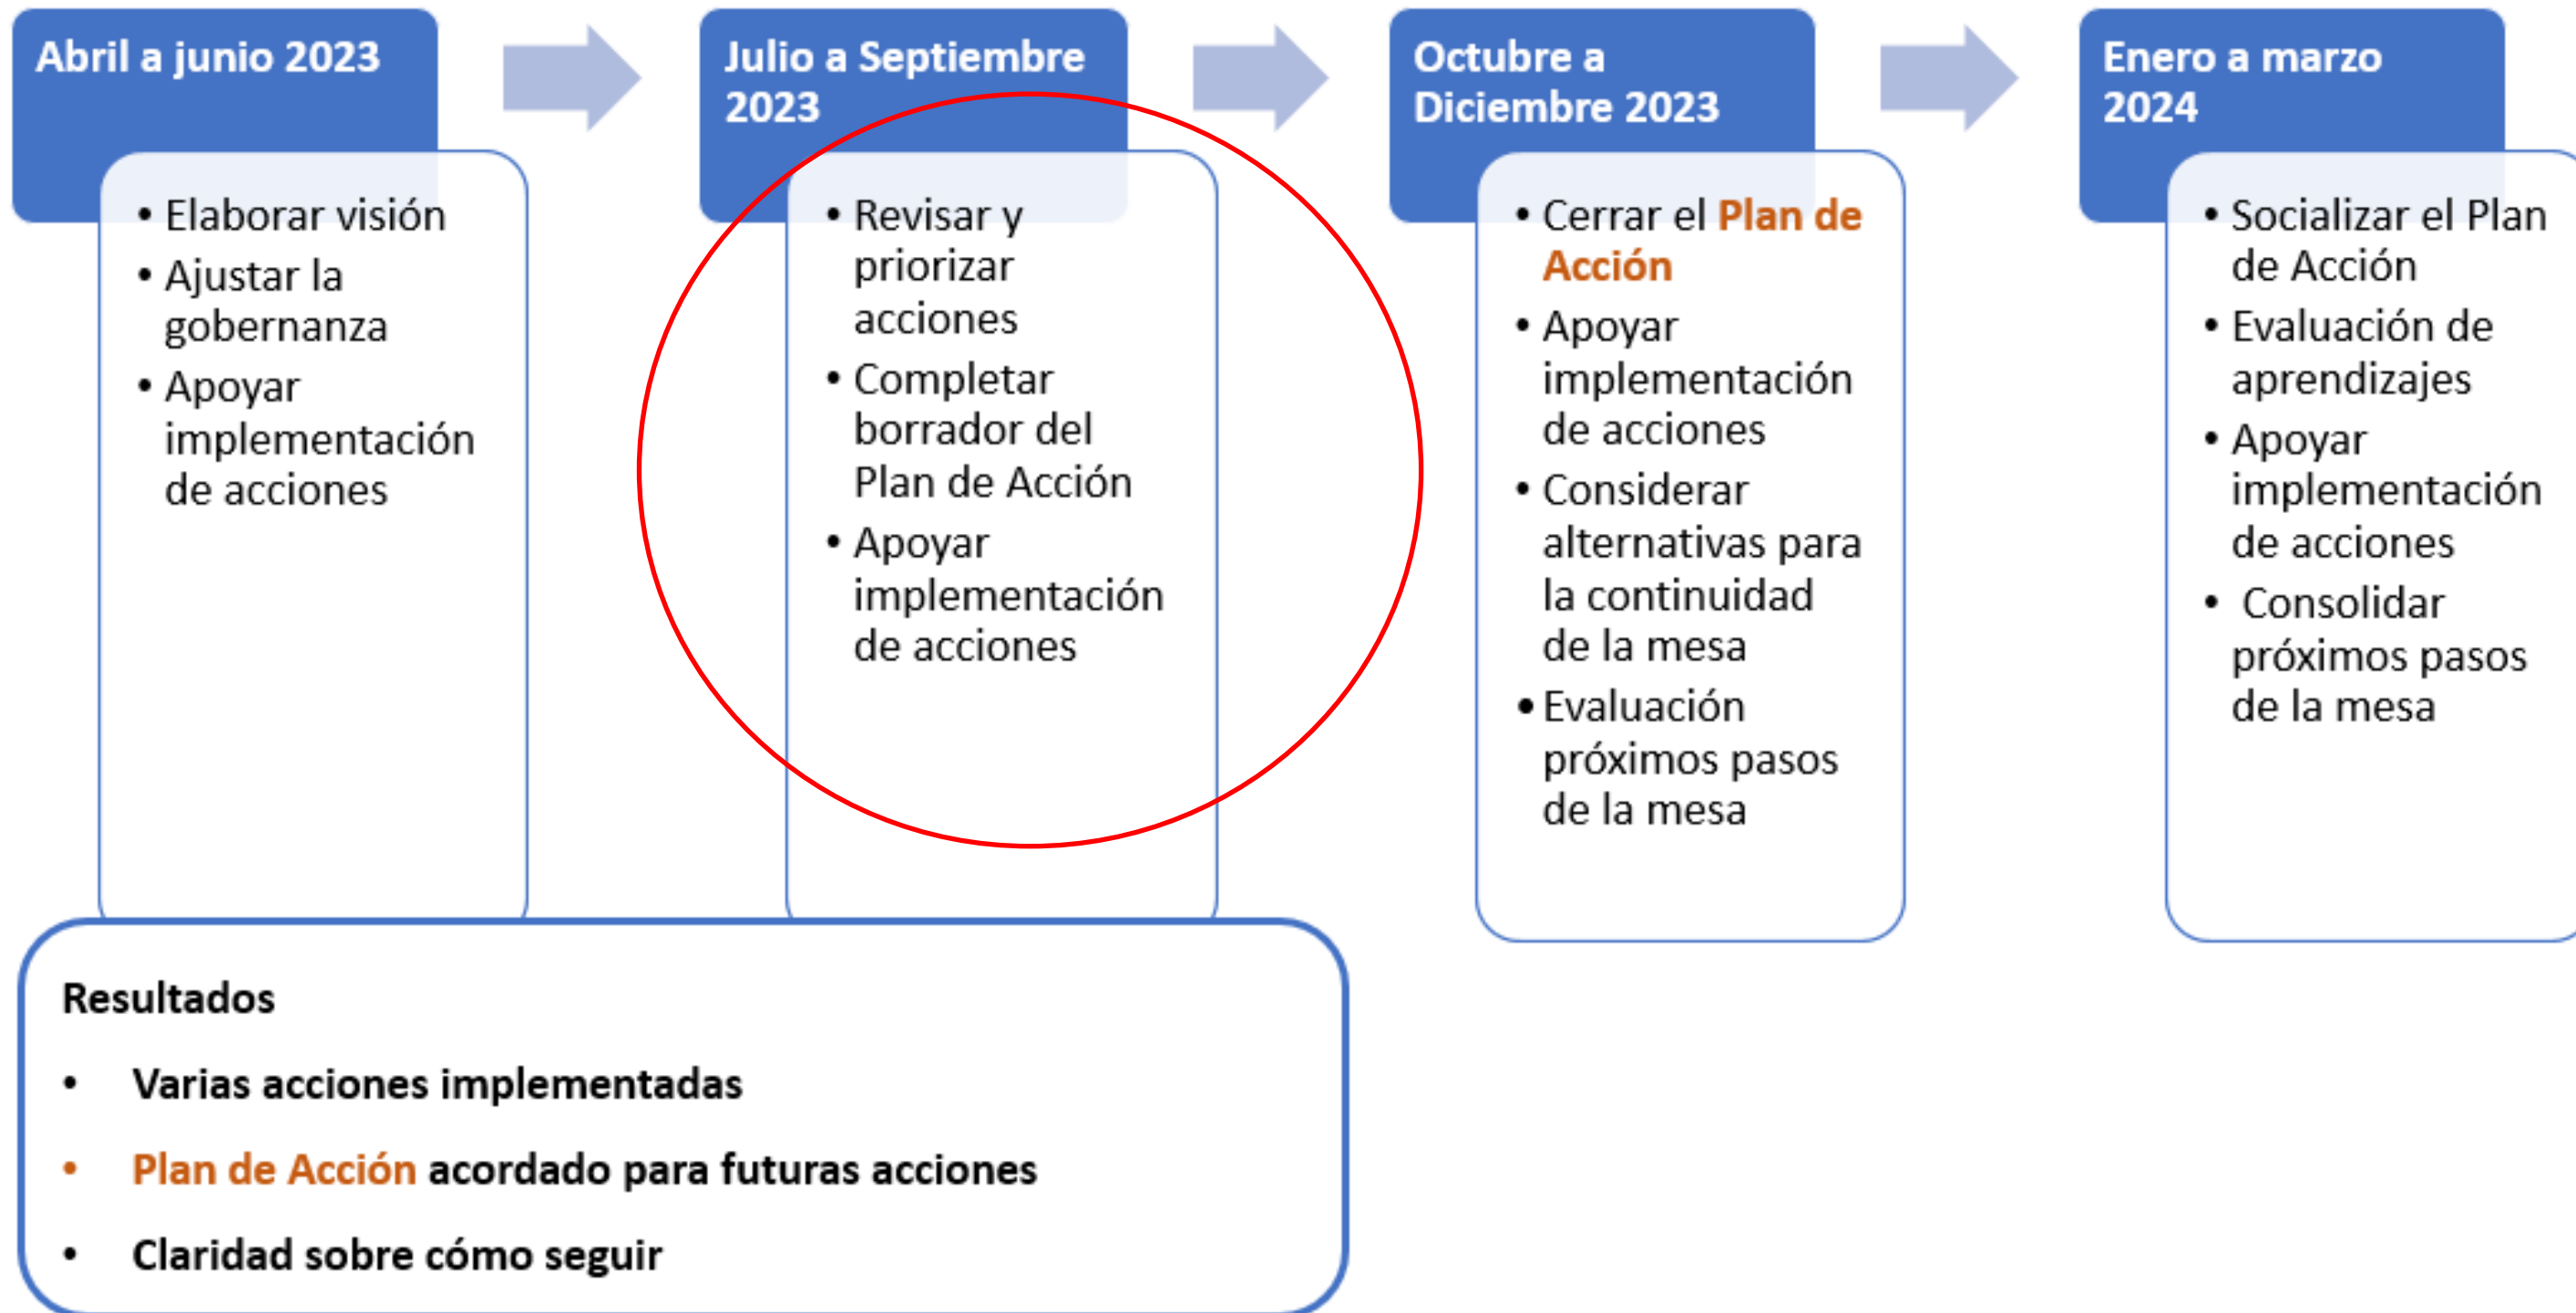 Abril a junio 2023
• Elaborar visión
• Ajustar la
gobernanza
• Apoyar
implementación
de acciones
Julio a Septiembre
2023
• Revisar y
priorizar
acciones
• Completar
borrador del
Plan de Acción
• Apoyar
implementación
de acciones
Octubre a
Diciembre 2023
• Cerrar el Plan de
Acción
• Apoyar
implementación
de acciones
• Considerar
alternativas para
la continuidad
de la mesa
• Evaluación
próximos pasos
de la mesa
Enero a marzo
2024
• Socializar el Plan
de Acción
• Evaluación de
aprendizajes
• Apoyar
implementación
de acciones
• Consolidar
próximos pasos
de la mesa
Resultados
• Varias acciones implementadas
• Plan de Acción acordado para futuras acciones
• Claridad sobre cómo seguir